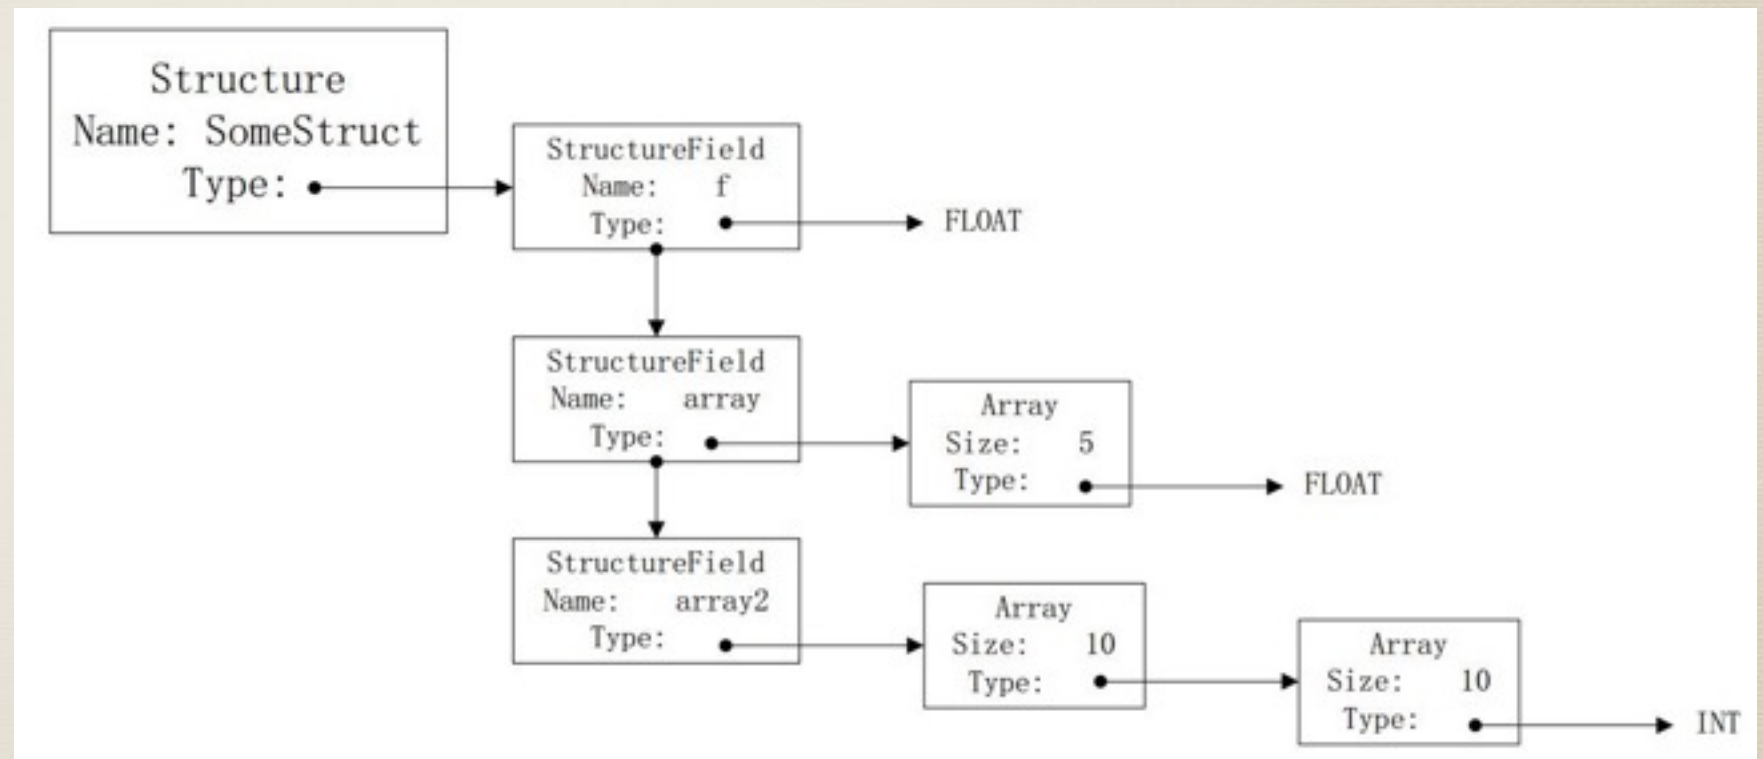 Structure
Name: SomeStruct
Type:
StructureField
Name: f
Type:
FLOAT
StructureField
Name: array
Type:
Array
Size: 5
Type:
FLOAT
StructureField
Name: array2
Type:
Array
Size: 10
Type:
Array
Size: 10
Type:
INT